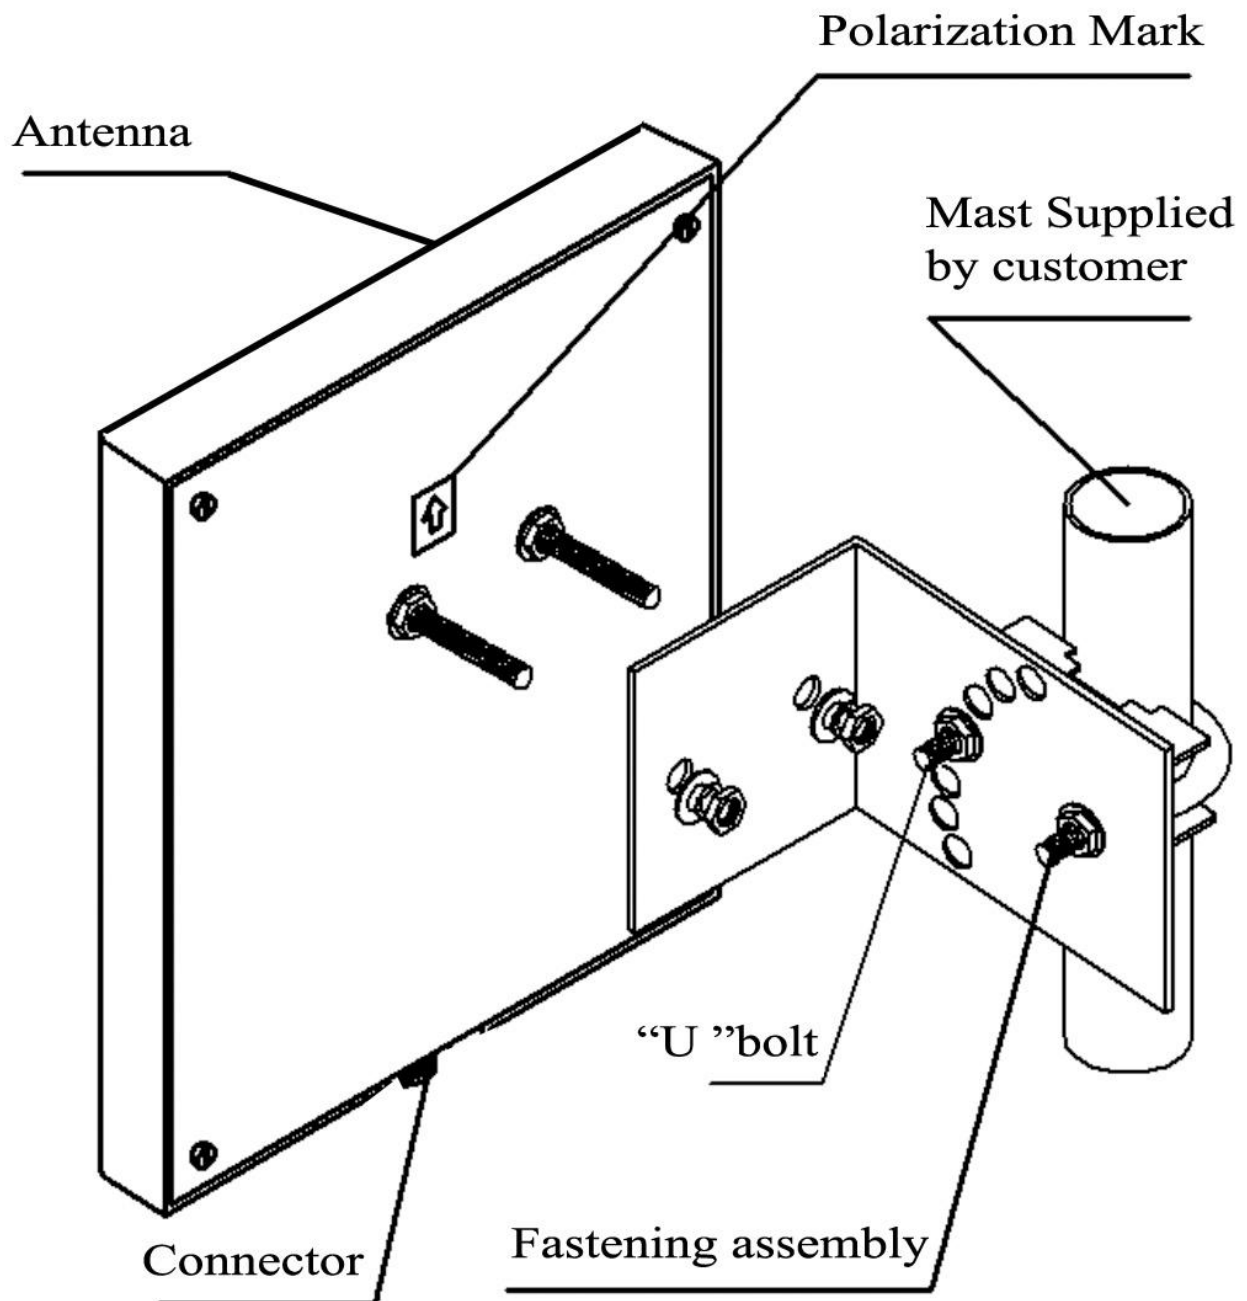 Polarization Mark
Antenna
Mast Supplied
by customer
“U ”bolt
Fastening assembly
Connector